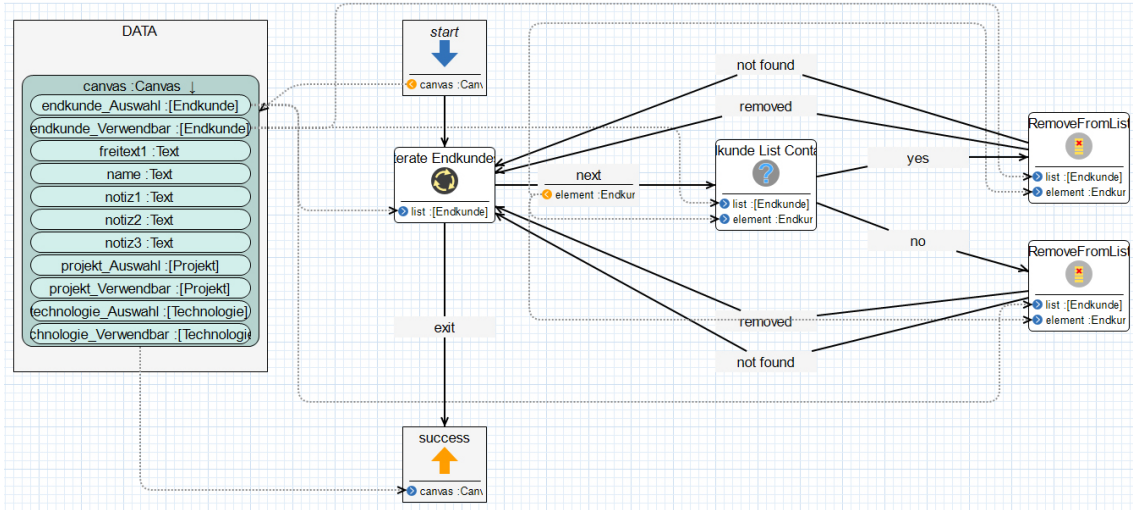 DATA
canvas :Canvas ↓
endkunde_Auswahl :[Endkunde]
endkunde_Verwendbar :[Endkunde]
freitext1 :Text
name :Text
notiz1 :Text
notiz2 :Text
notiz3 :Text
projekt_Auswahl :[Projekt]
projekt_Verwendbar :[Projekt]
technologie_Auswahl :[Technologie]
chnologie_Verwendbar :[Technologie
start
canvas :Canv
terate Endkunde
list :[Endkunde]
next
element :Endkur
exit
success
canvas :Canv
lkunde List Conta
list :[Endkunde]
element :Endkur
not found
removed
yes
no
removed
not found
RemoveFromList
list :[Endkunde]
element :Endkur
RemoveFromList
list :[Endkunde]
element :Endkur